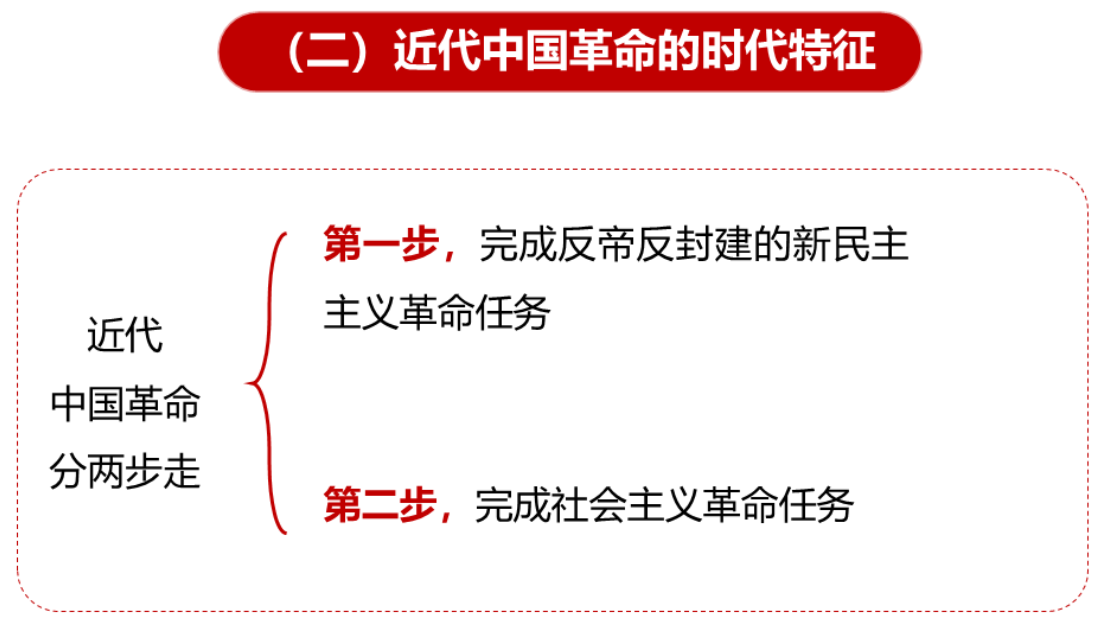 （二）近代中国革命的时代特征
第一步，完成反帝反封建的新民主
主义革命任务
近代
中国革命
分两步走
第二步，完成社会主义革命任务